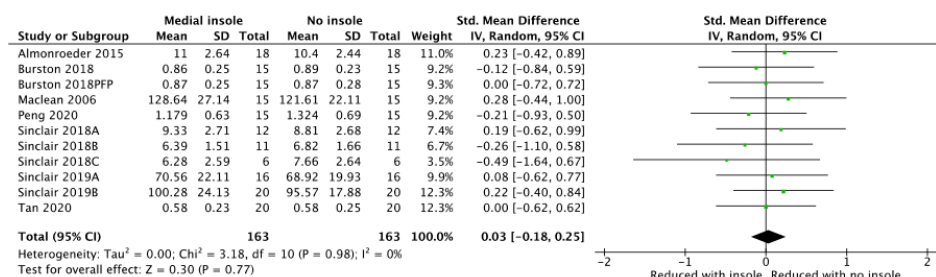 Medial insole No insole Std. Mean Difference Std. Mean Difference
Study or Subgroup Mean SD Total Mean SD Total Weight IV, Random, 95% CI IV, Random, 95% CI
Almonroeder 2015 11 2.64 18 10.4 2.44 18 11.0% 0.23 [-0.42, 0.89]
Burston 2018 0.86 0.25 15 0.89 0.23 15 9.2% -0.12 [-0.84, 0.59]
Burston 2018PFP 0.87 0.25 15 0.87 0.28 15 9.2% 0.00 [-0.72, 0.72]
Maclean 2006 128.64 27.14 15 121.61 22.11 15 9.1% 0.28 [-0.44, 1.00]
Peng 2020 1.179 0.63 15 1.324 0.69 15 9.2% -0.21 [-0.93, 0.50]
Sinclair 2018A 9.33 2.71 12 8.81 2.68 12 7.3% 0.19 [-0.62, 0.99]
Sinclair 2018B 6.39 1.51 11 6.82 1.66 11 6.7% -0.26 [-1.10, 0.58]
Sinclair 2018C 6.28 2.59 6 7.66 2.64 6 3.6% -0.49 [-1.64, 0.67]
Sinclair 2019A 70.56 22.11 16 68.92 19.93 16 9.8% 0.08 [-0.62, 0.77]
Sinclair 2019B 100.28 24.13 20 95.57 17.88 20 12.2% 0.22 [-0.40, 0.84]
Tan 2020 0.58 0.23 20 0.58 0.25 20 12.3% 0.00 [-0.62, 0.62]
Total (95% CI) 163 163 100.0% 0.03 [-0.18, 0.25]
Heterogeneity: Tau² = 0.00; Chi² = 3.18, df = 10 (P = 0.98); I² = 0%
Test for overall effect: Z = 0.30 (P = 0.77)
-2 -1 0 1 2
Reduced with insole Reduced no insole